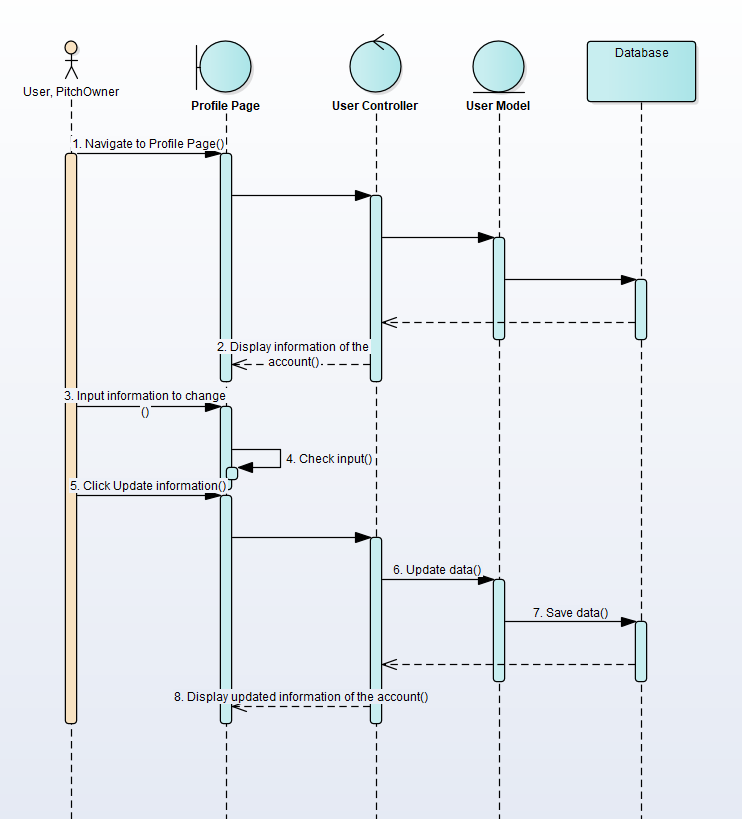 Database
User, PitchOwner
Profile Page
User Controller
User Model
1. Navigate to Profile Page()
2. Display information of the
account()
3. Input information to change
()
4. Check input()
5. Click Update information()
6. Update data()
7. Save data()
8. Display updated information of the account()